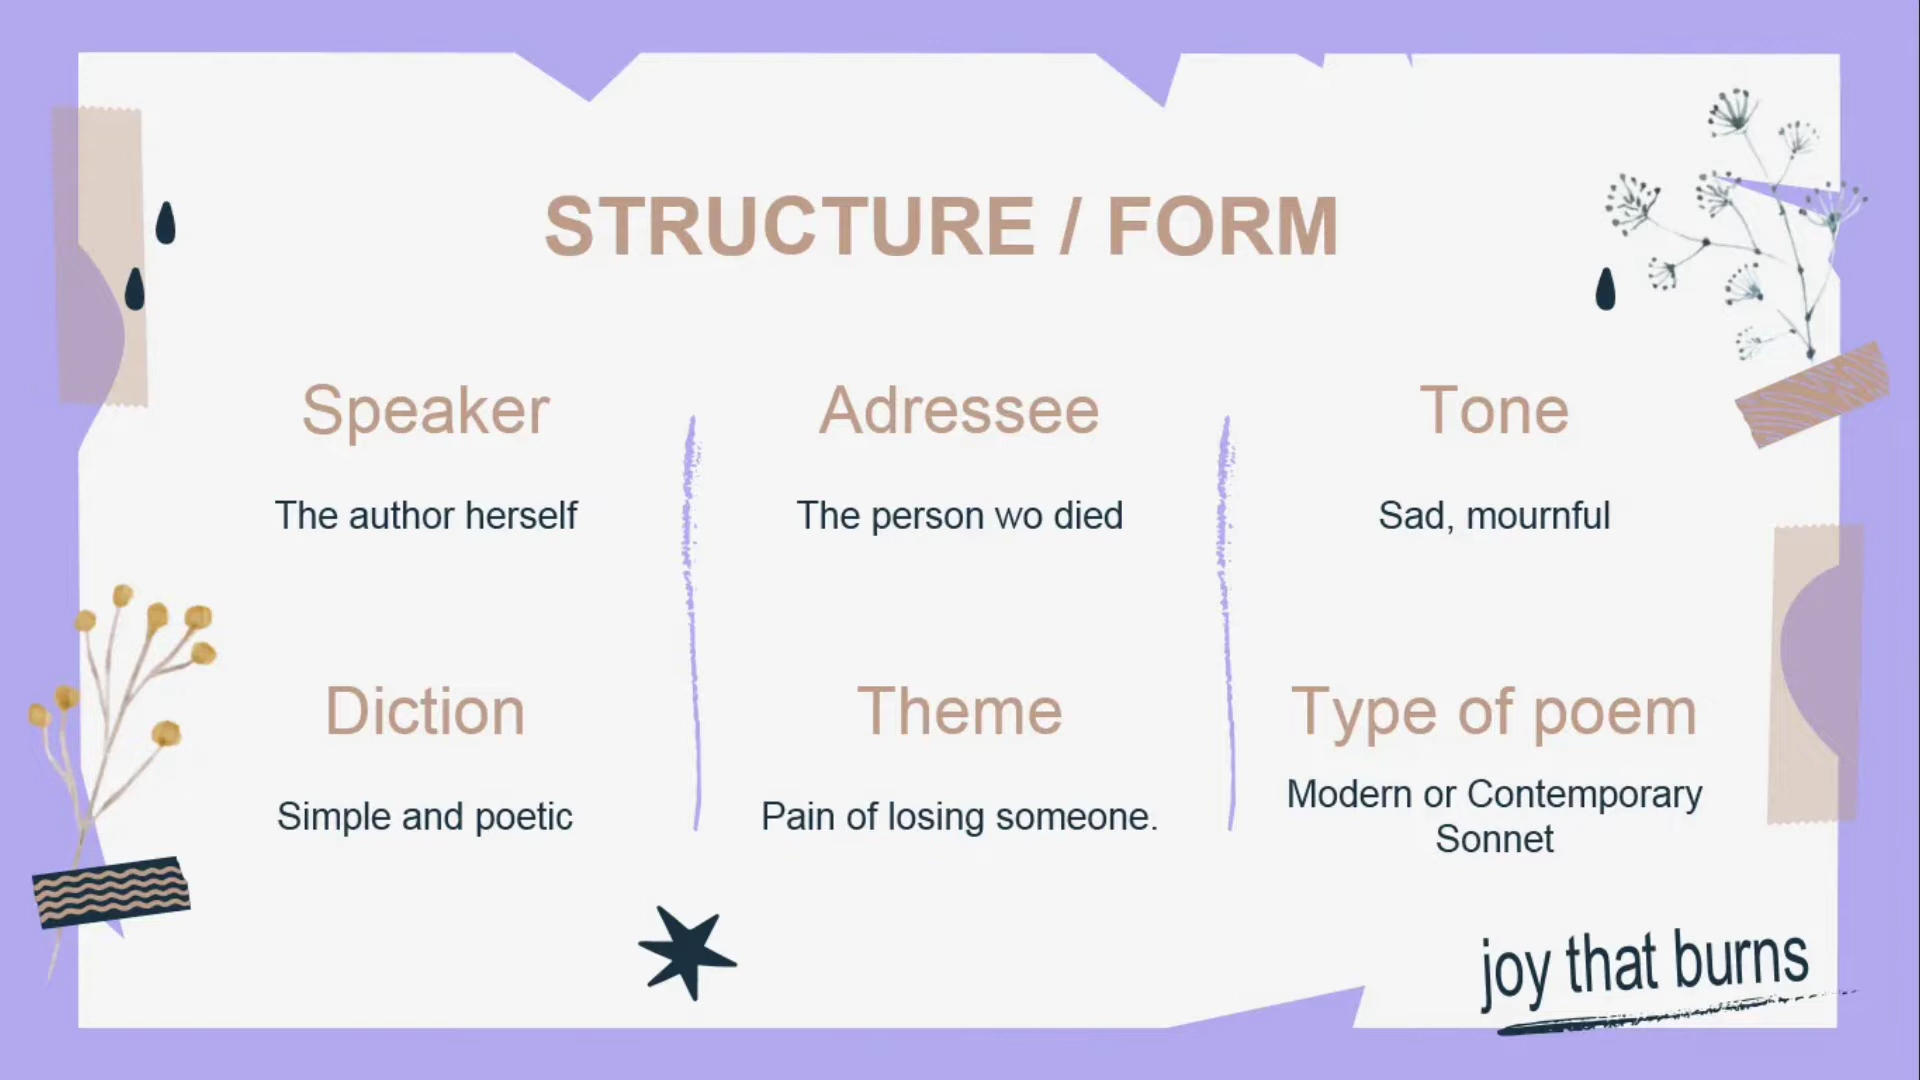 STRUCTURE / FORM
Speaker
Adressee
Tone
The author herself
The person wo died
Sad, mournful
Diction
Theme
Type of poem
Simple and poetic
Pain of losing someone.
Modern or Contemporary
Sonnet
joy that burns